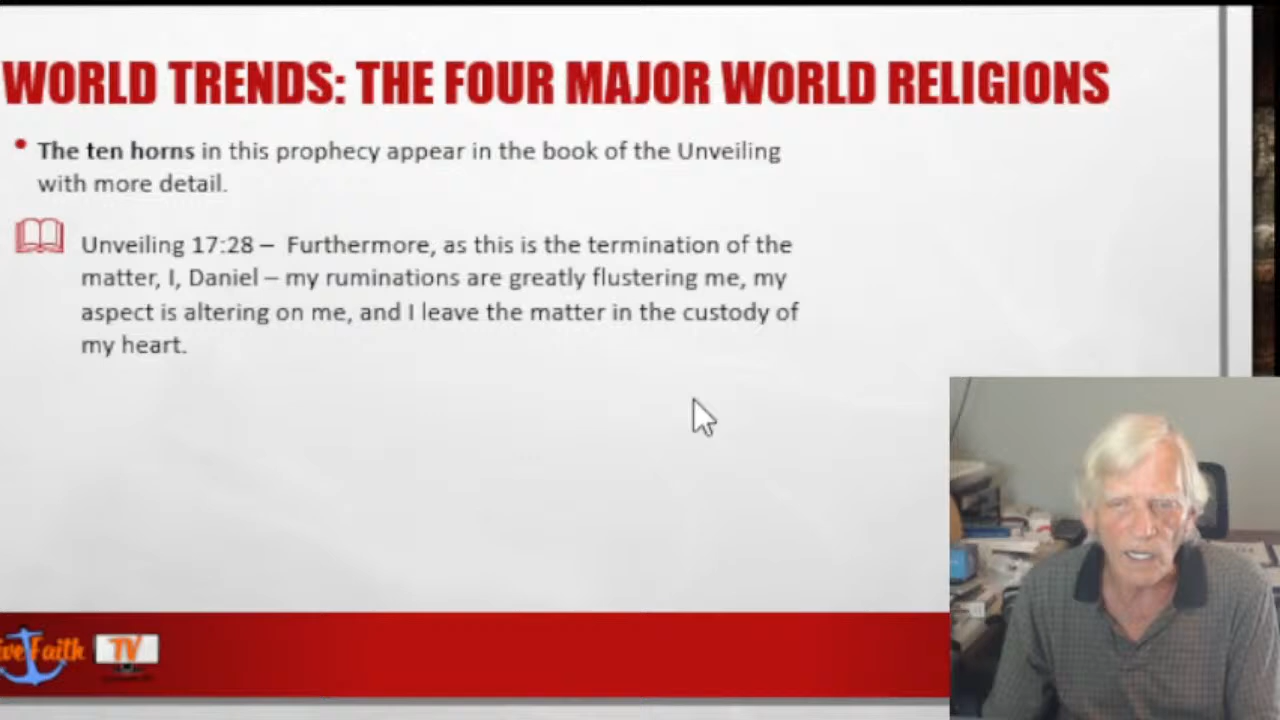 WORLD TRENDS: THE FOUR MAJOR WORLD RELIGIONS
• The ten horns in this prophecy appear in the book of the Unveiling
with more detail.
Unveiling 17:28 – Furthermore, as this is the termination of the
matter, I, Daniel – my ruminations are greatly flustering me, my
aspect is altering on me, and I leave the matter in the custody of
my heart.
Faith TV